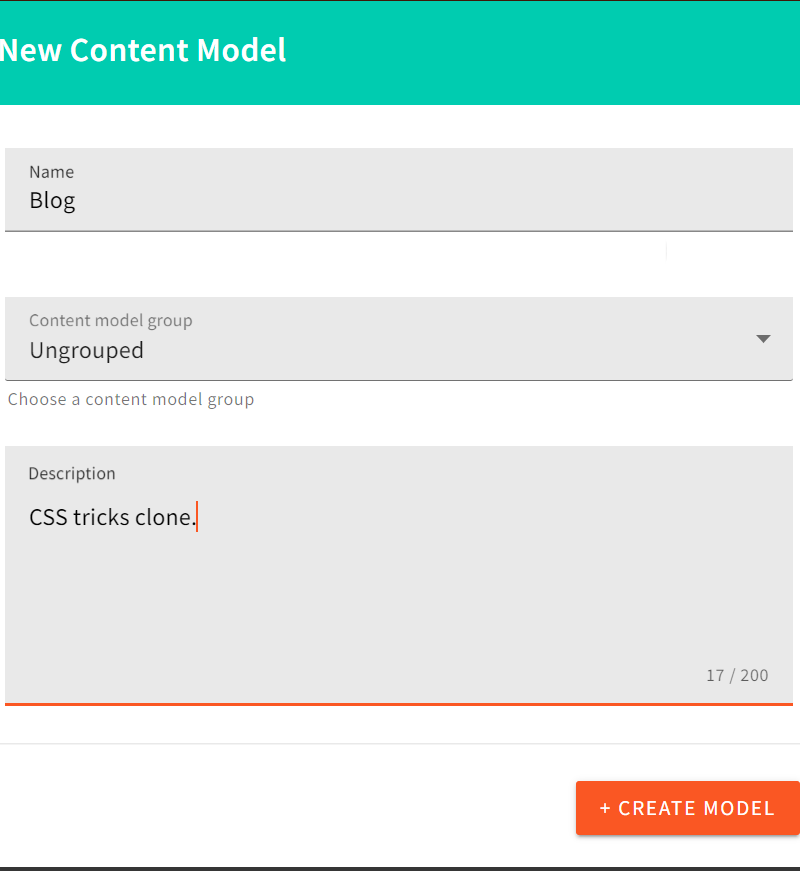 New Content Model
Name
Blog
Content model group
Ungrouped
Choose a content model group
Description
CSS tricks clone.
17 / 200
+ CREATE MODEL